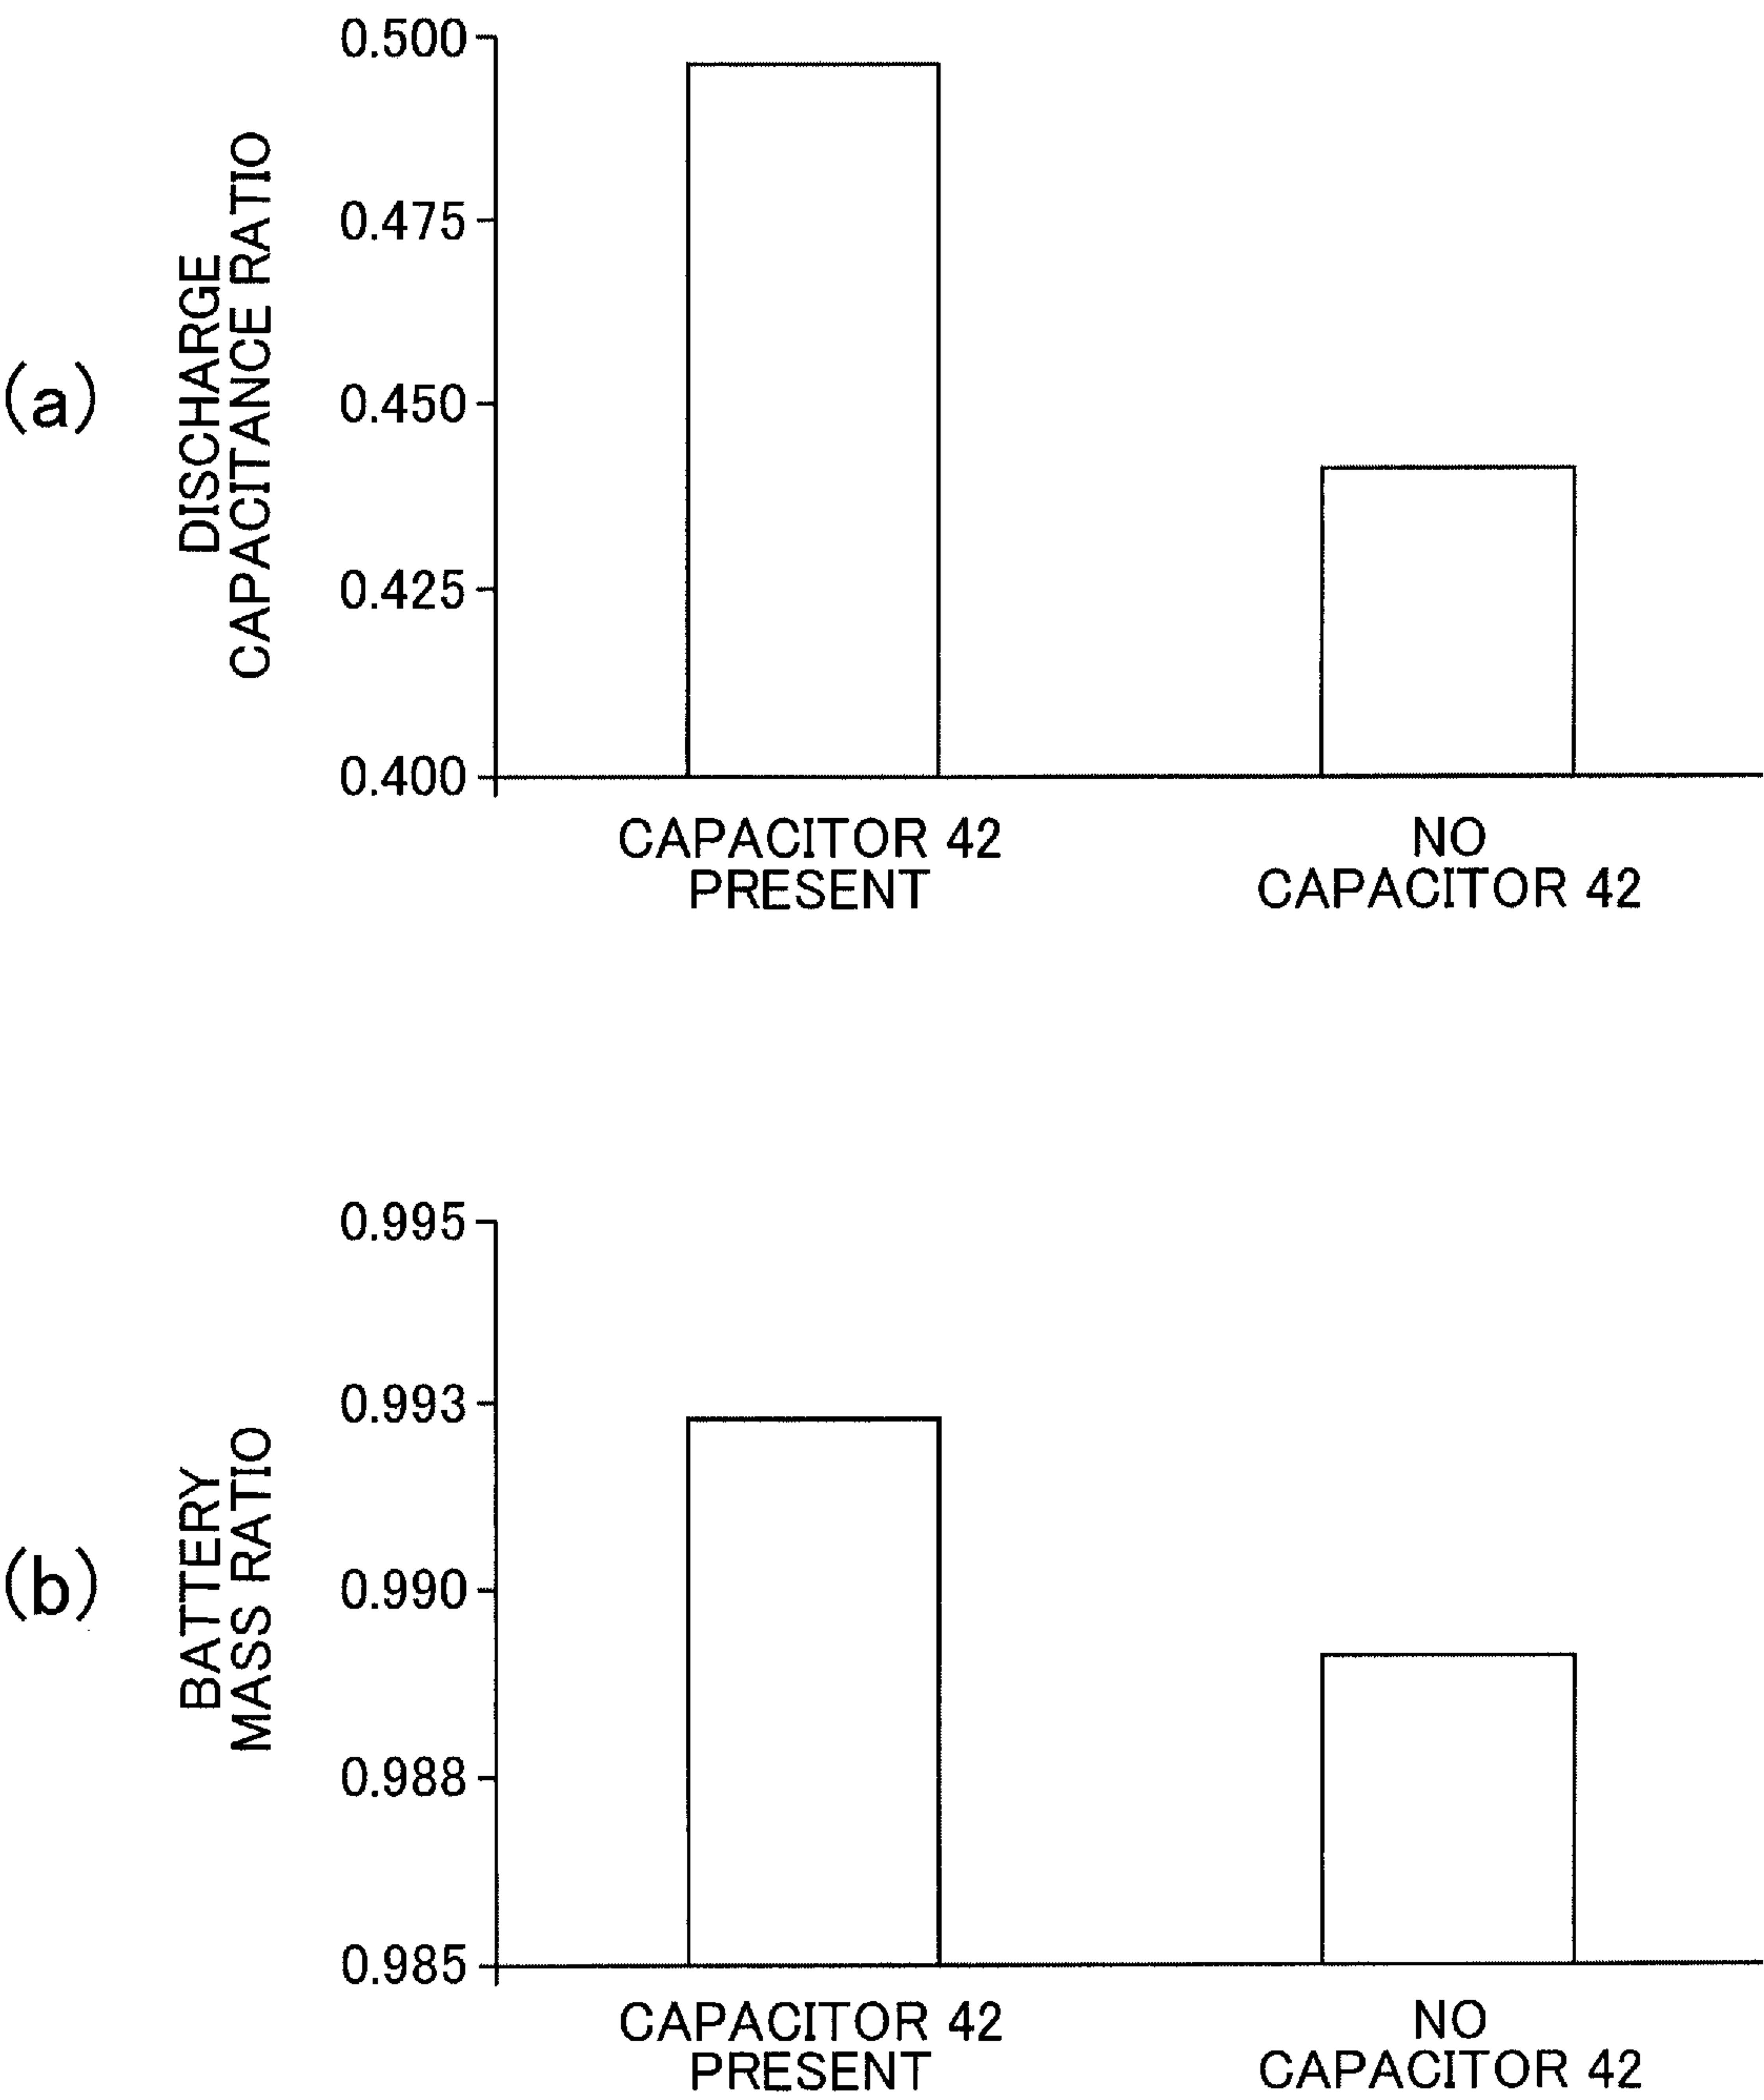 (a)
DISCHARGE
CAPACITANCE RATIO
0.500
0.475
0.450
0.425
0.400
CAPACITOR 42
PRESENT
NO
CAPACITOR 42
(b)
BATTERY
MASS RATIO
0.995
0.993
0.990
0.988
0.985
CAPACITOR 42
PRESENT
NO
CAPACITOR 42